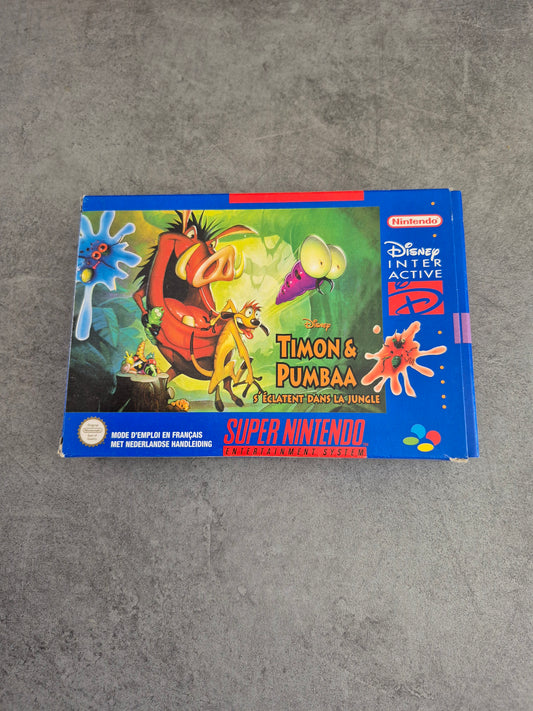 Nintendo
Disney
INTER
ACTIVE
D
Disney
TIMON &
PUMBAA
S'ÉCLATENT DANS LA JUNGLE
MODE D'EMPLOI EN FRANÇAIS
MET NEDERLANDSE HANDLEIDING
SUPER NINTENDO
ENTERTAINMENT SYSTEM